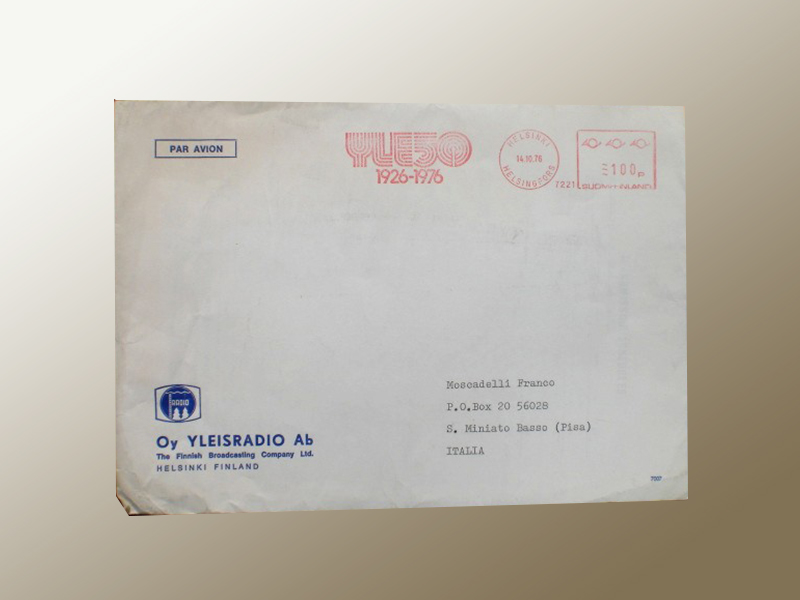 PAR AVION
YLE50
1926-1976
HELSINKI
14.10.76
HELSINGFORS
7221
100 P
SUOMI-FINLAND
RADIO
Oy YLEISRADIO Ab
The Finnish Broadcasting Company Ltd.
HELSINKI FINLAND
Moscadelli Franco
P.O.Box 20 56028
S. Miniato Basso (Pisa)
ITALIA
7007